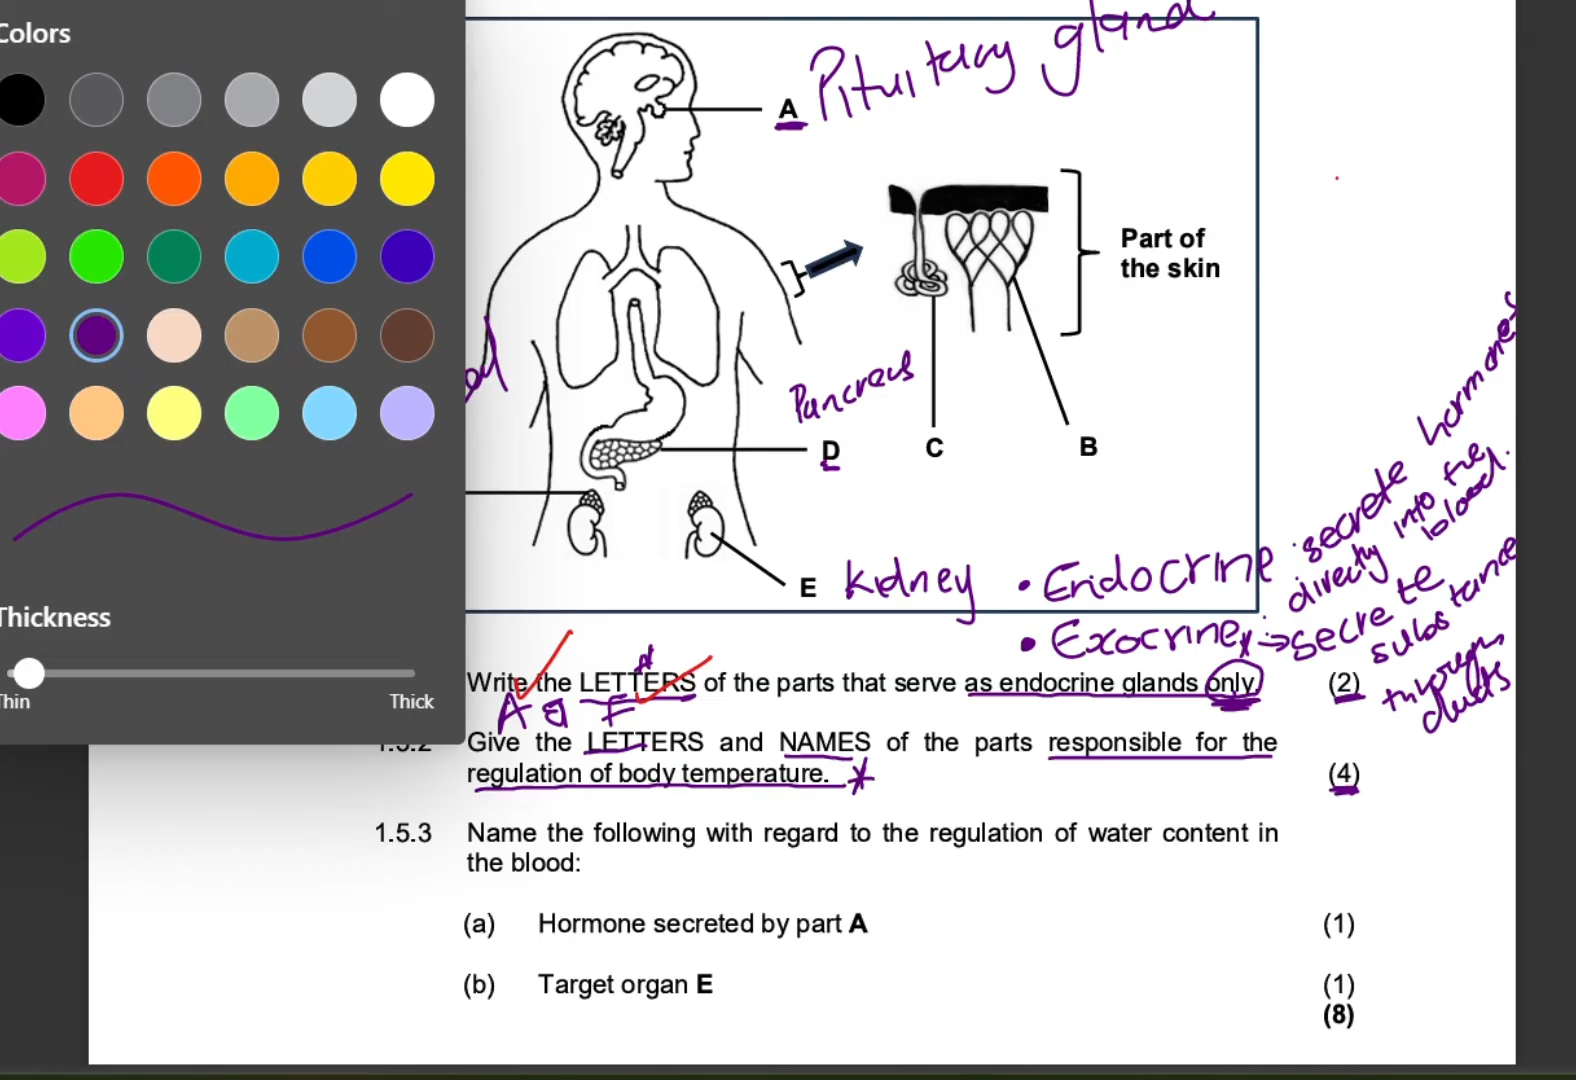 Colors
Thickness
Thin
Thick
A Pituitary gland
Part of
the skin
Pancreas
D
C
B
E kidney
• Endocrine secrete hormones
directly into the
blood.
• Exocrine → secrete
substance
through
ducts
Write the LETTERS of the parts that serve as endocrine glands only. (2)
A F
1.5.2 Give the LETTERS and NAMES of the parts responsible for the
regulation of body temperature. (4)
1.5.3 Name the following with regard to the regulation of water content in
the blood:
(a) Hormone secreted by part A (1)
(b) Target organ E (1)
(8)